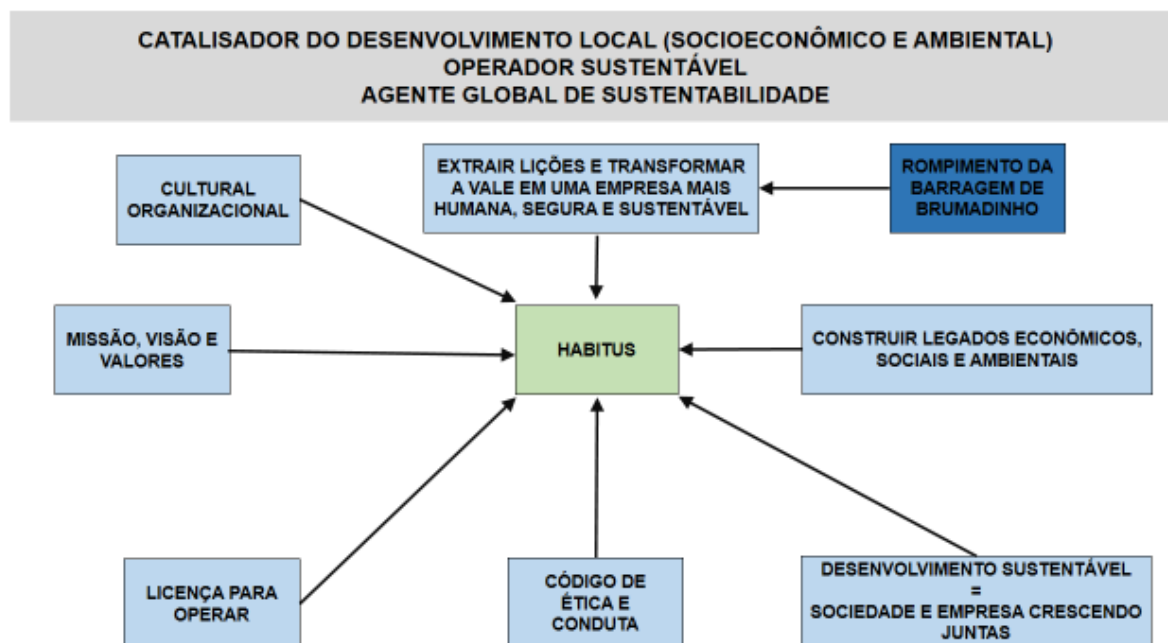 CATALISADOR DO DESENVOLVIMENTO LOCAL (SOCIOECONÔMICO E AMBIENTAL)
OPERADOR SUSTENTÁVEL
AGENTE GLOBAL DE SUSTENTABILIDADE
CULTURAL
ORGANIZACIONAL
EXTRAIR LIÇÕES E TRANSFORMAR
A VALE EM UMA EMPRESA MAIS
HUMANA, SEGURA E SUSTENTÁVEL
ROMPIMENTO DA
BARRAGEM DE
BRUMADINHO
MISSÃO, VISÃO E
VALORES
HABITUS
CONSTRUIR LEGADOS ECONÔMICOS,
SOCIAIS E AMBIENTAIS
LICENÇA PARA
OPERAR
CÓDIGO DE
ÉTICA E
CONDUTA
DESENVOLVIMENTO SUSTENTÁVEL
=
SOCIEDADE E EMPRESA CRESCENDO
JUNTAS